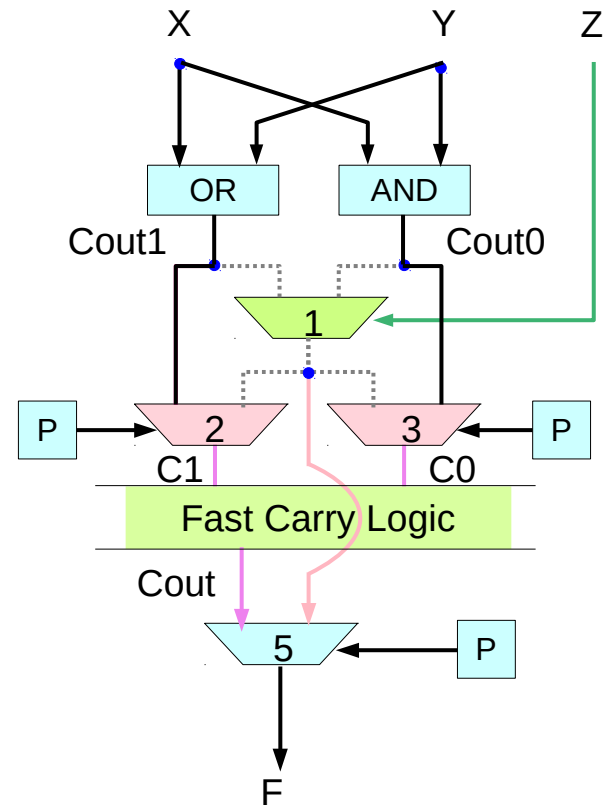 X Y Z
OR AND
Cout1 Cout0
1
P 2 3 P
C1 C0
Fast Carry Logic
Cout
5 P
F